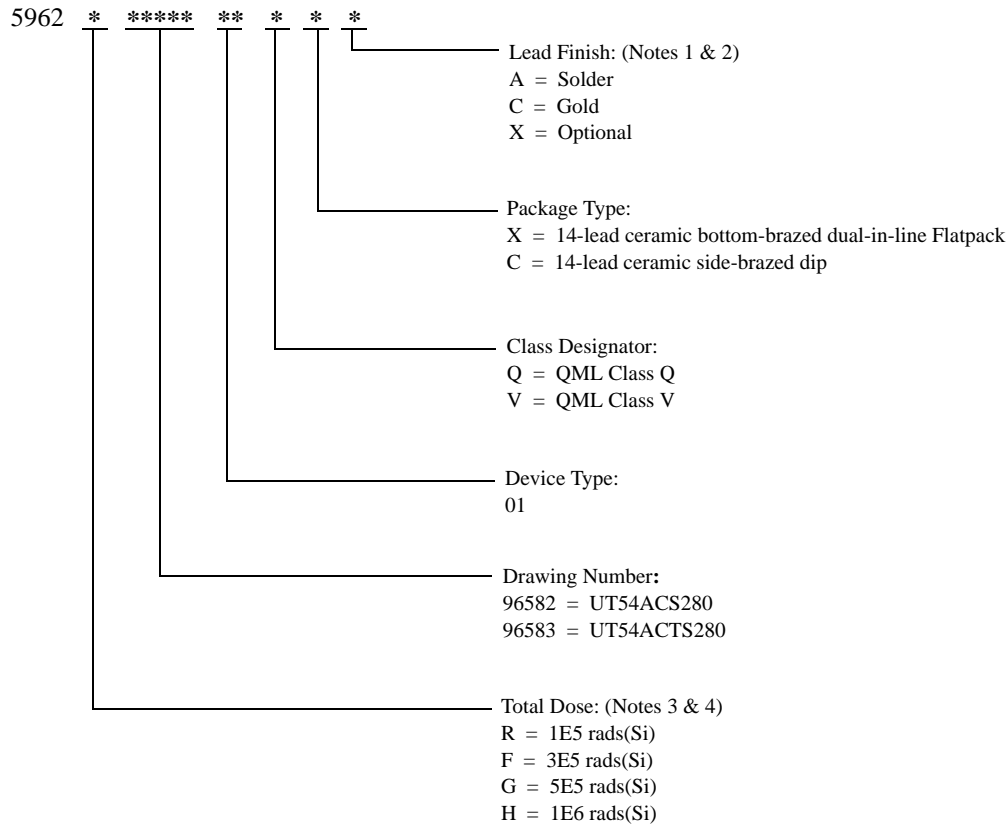 5962 * ***** ** * * *
Lead Finish: (Notes 1 & 2)
A = Solder
C = Gold
X = Optional
Package Type:
X = 14-lead ceramic bottom-brazed dual-in-line Flatpack
C = 14-lead ceramic side-brazed dip
Class Designator:
Q = QML Class Q
V = QML Class V
Device Type:
01
Drawing Number:
96582 = UT54ACS280
96583 = UT54ACTS280
Total Dose: (Notes 3 & 4)
R = 1E5 rads(Si)
F = 3E5 rads(Si)
G = 5E5 rads(Si)
H = 1E6 rads(Si)